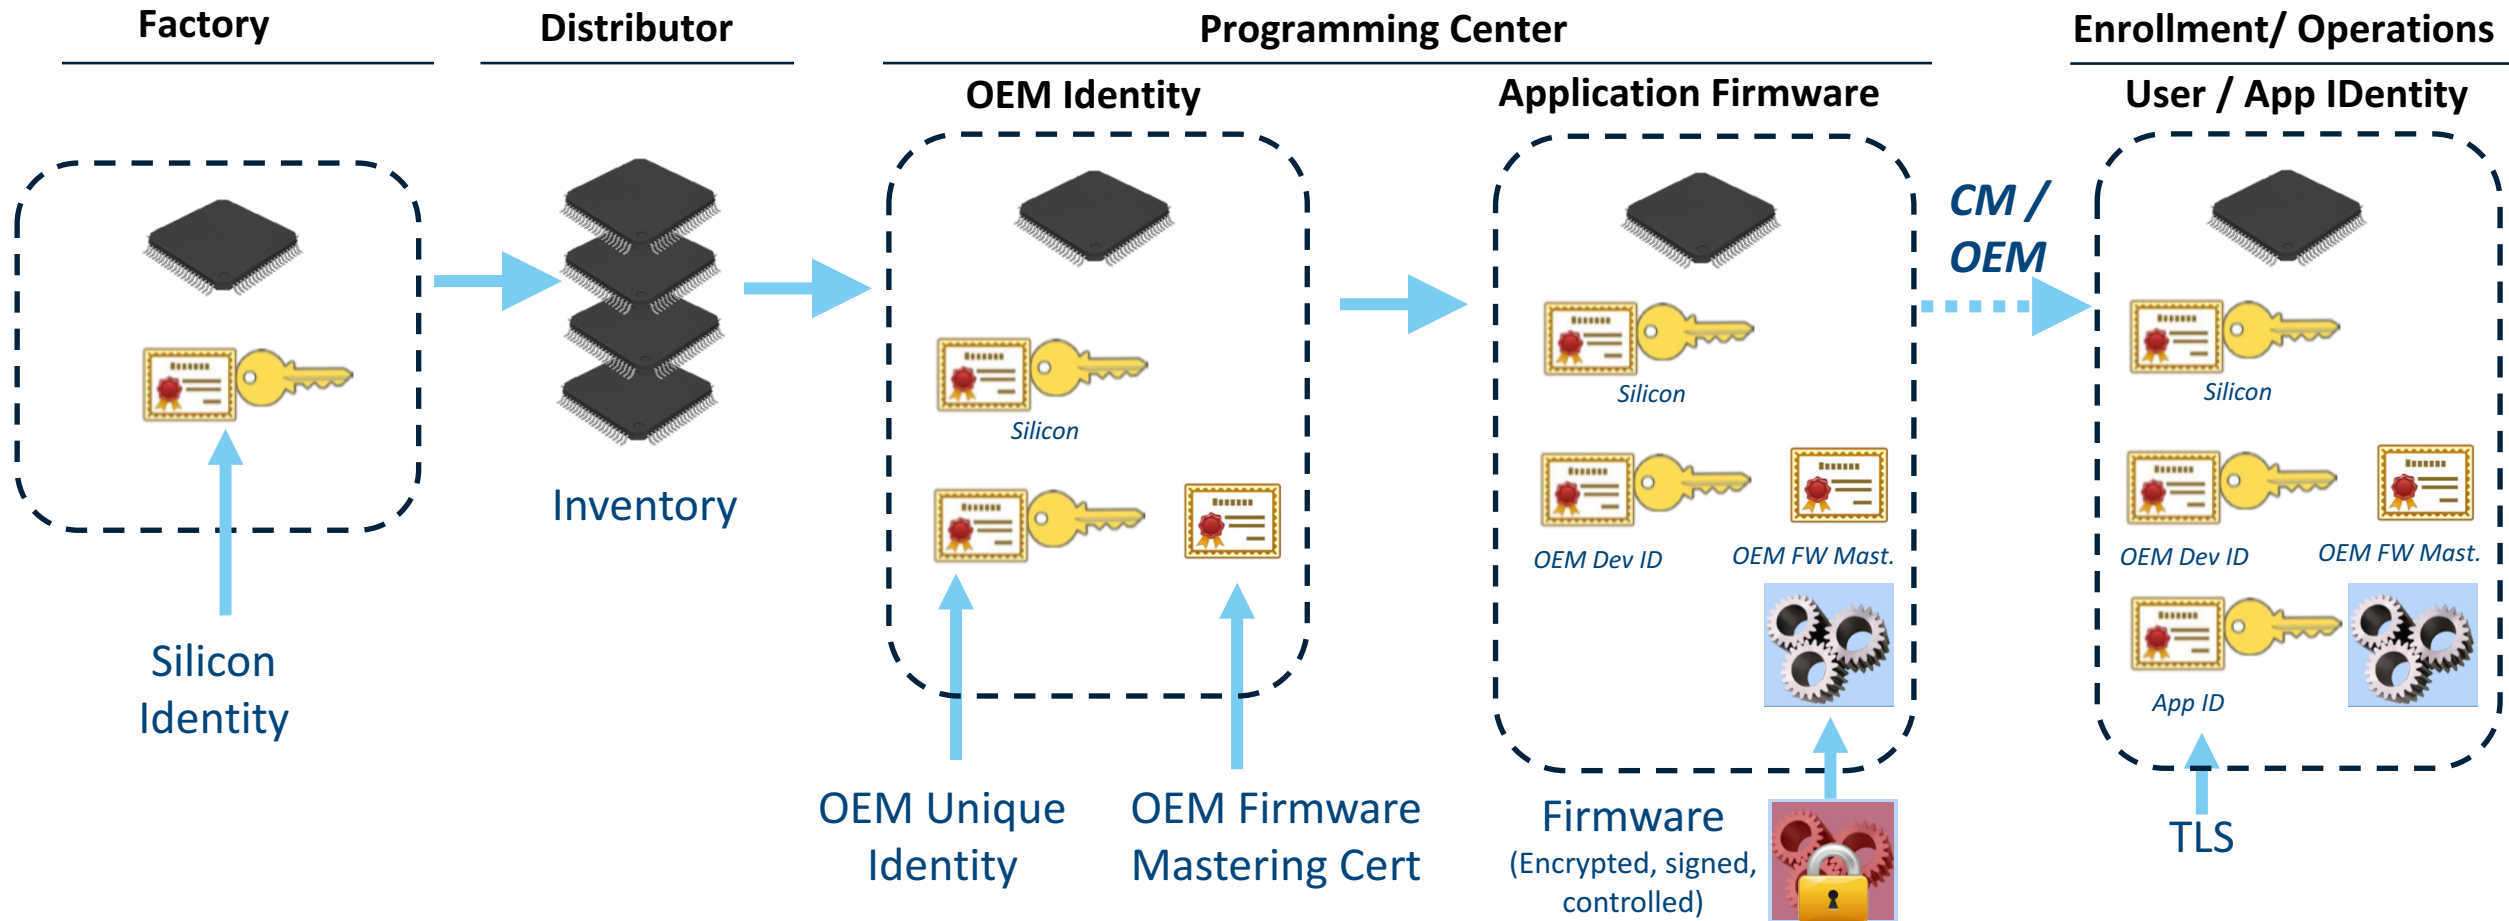 Factory
Distributor
Programming Center
Enrollment/ Operations
OEM Identity
Application Firmware
User / App IDentity
CM /
OEM
Silicon
Silicon
Silicon
Inventory
OEM Dev ID
OEM FW Mast.
OEM Dev ID
OEM FW Mast.
Silicon
Identity
App ID
OEM Unique
Identity
OEM Firmware
Mastering Cert
Firmware
(Encrypted, signed,
controlled)
TLS